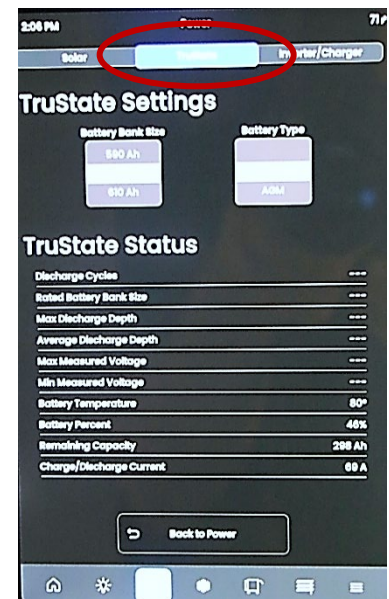 2:06 PM Power 71°
Solar Inverter/Charger
TruState Settings
Battery Bank Size Battery Type
590 Ah
610 Ah AGM
TruState Status
Discharge Cycles ---
Rated Battery Bank Size ---
Max Discharge Depth ---
Average Discharge Depth ---
Max Measured Voltage ---
Min Measured Voltage ---
Battery Temperature 80°
Battery Percent 46%
Remaining Capacity 298 Ah
Charge/Discharge Current 69 A
Back to Power